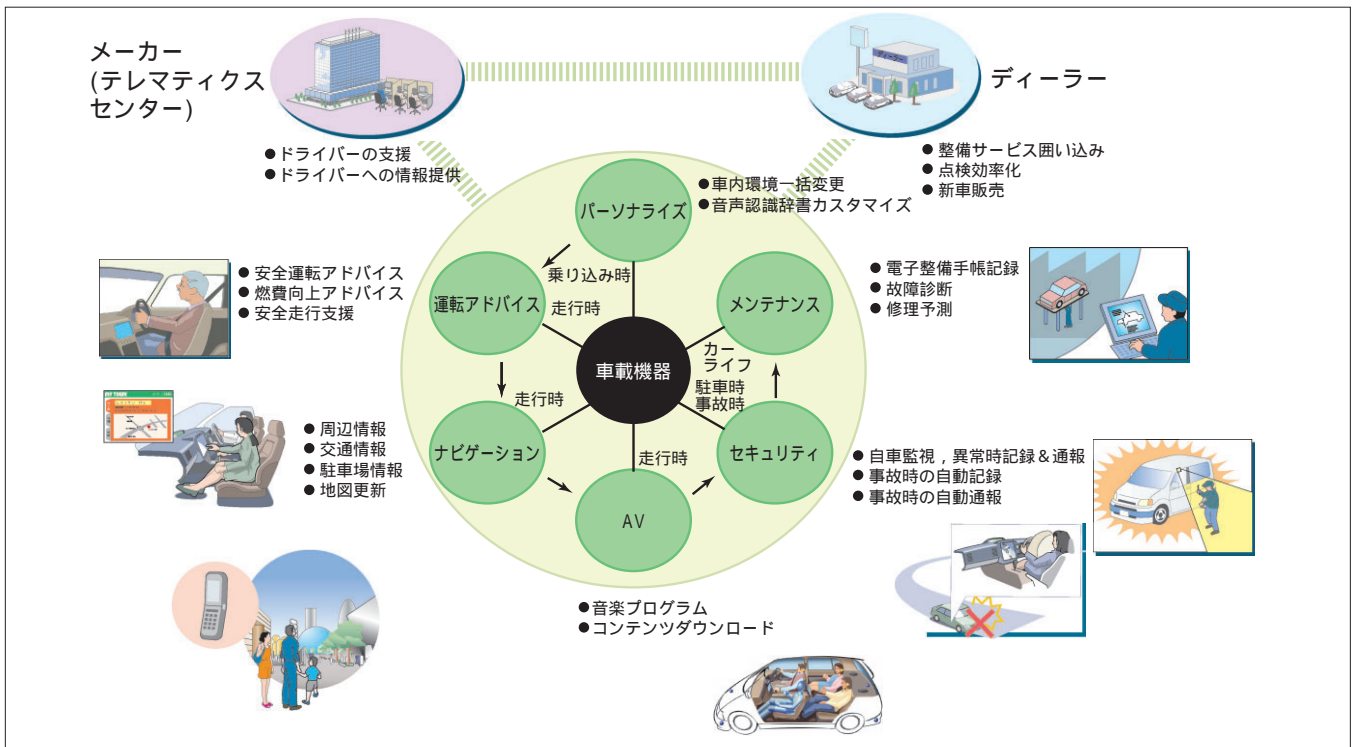 メーカー
(テレマティクス
センター)
ディーラー
●ドライバーの支援
●ドライバーへの情報提供
●整備サービス囲い込み
●点検効率化
●新車販売
パーソナライズ
●車内環境一括変更
●音声認識辞書カスタマイズ
乗り込み時
●安全運転アドバイス
●燃費向上アドバイス
●安全走行支援
運転アドバイス
走行時
メンテナンス
●電子整備手帳記録
●故障診断
●修理予測
カー
ライフ
車載機器
駐車時
事故時
走行時
●周辺情報
●交通情報
●駐車場情報
●地図更新
ナビゲーション
走行時
セキュリティ
●自車監視，異常時記録＆通報
●事故時の自動記録
●事故時の自動通報
AV
●音楽プログラム
●コンテンツダウンロード